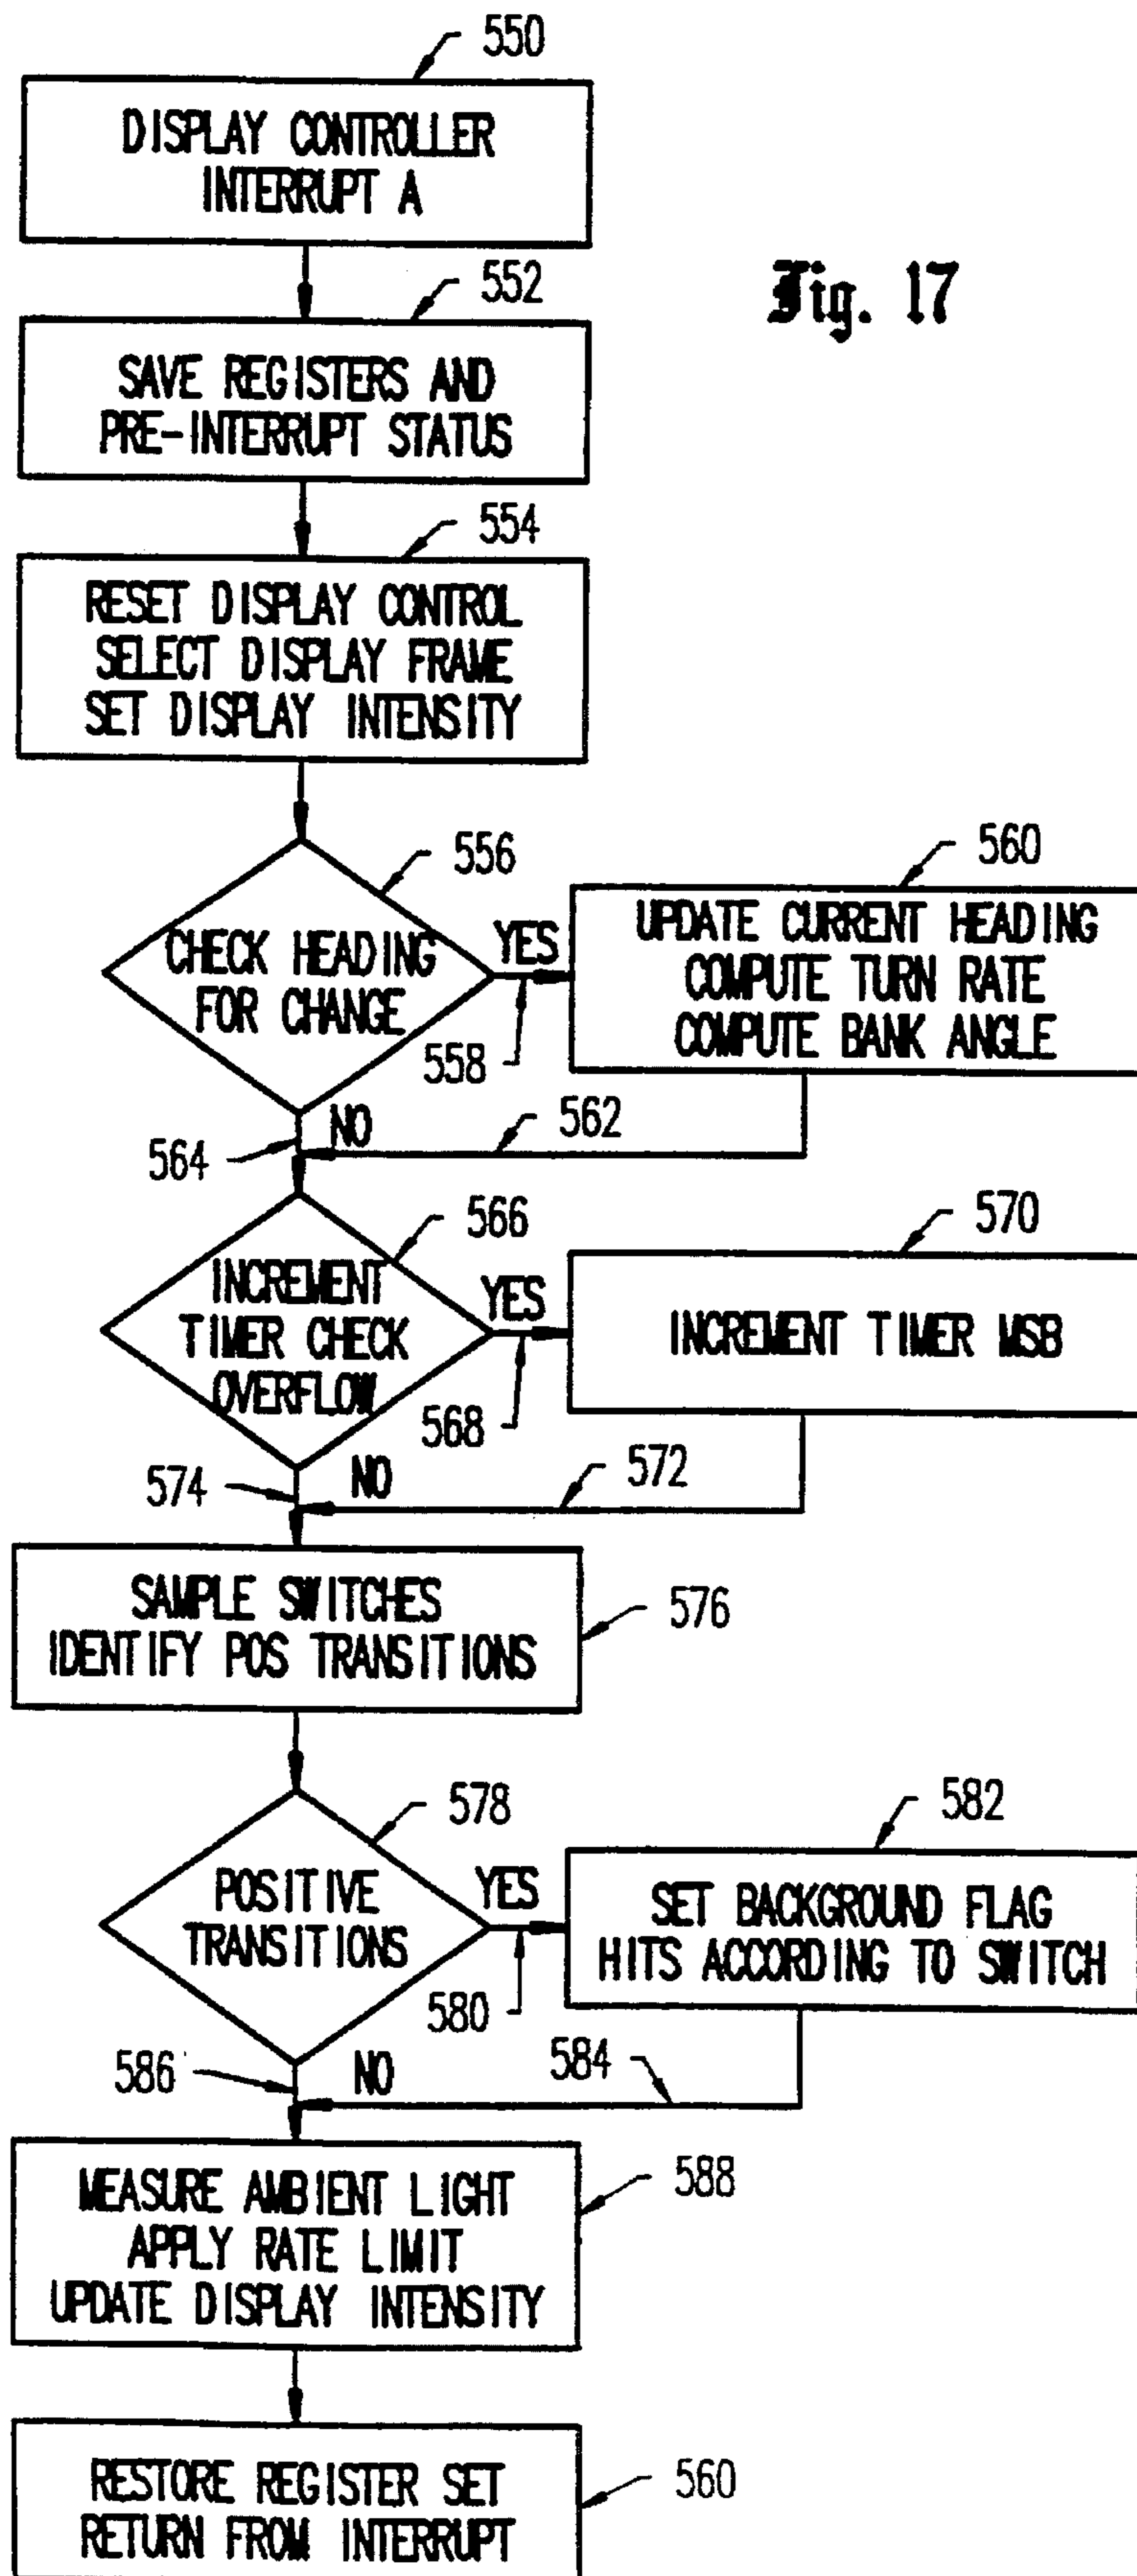 550
DISPLAY CONTROLLER
INTERRUPT A
Fig. 17
552
SAVE REGISTERS AND
PRE-INTERRUPT STATUS
554
RESET DISPLAY CONTROL
SELECT DISPLAY FRAME
SET DISPLAY INTENSITY
556
CHECK HEADING
FOR CHANGE
YES
558
560
UPDATE CURRENT HEADING
COMPUTE TURN RATE
COMPUTE BANK ANGLE
562
NO
564
566
INCREMENT
TIMER CHECK
OVERFLOW
YES
568
570
INCREMENT TIMER MSB
572
NO
574
SAMPLE SWITCHES
IDENTIFY POS TRANSITIONS
576
578
POSITIVE
TRANSITIONS
YES
580
582
SET BACKGROUND FLAG
HITS ACCORDING TO SWITCH
584
NO
586
MEASURE AMBIENT LIGHT
APPLY RATE LIMIT
UPDATE DISPLAY INTENSITY
588
RESTORE REGISTER SET
RETURN FROM INTERRUPT
560